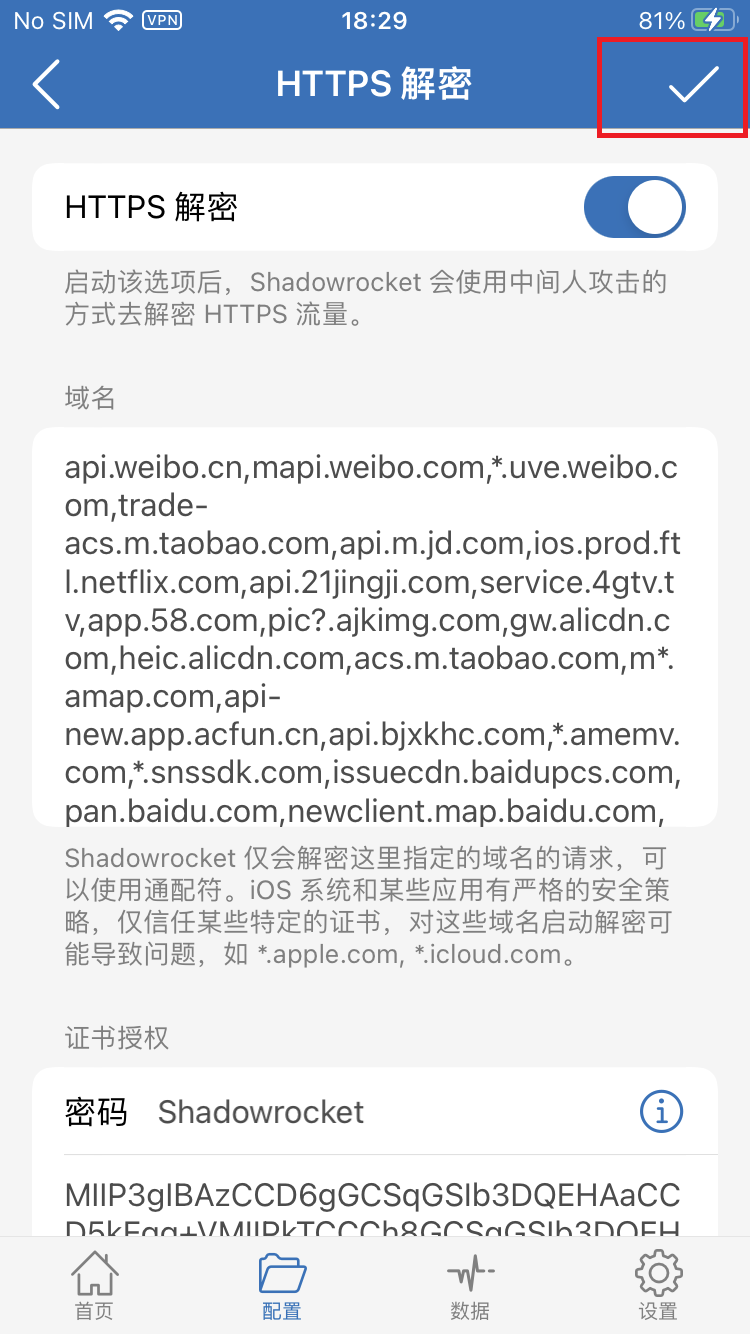 No SIM VPN 18:29 81%
HTTPS 解密
HTTPS 解密
启动该选项后，Shadowrocket 会使用中间人攻击的
方式去解密 HTTPS 流量。
域名
api.weibo.cn,mapi.weibo.com,*.uve.weibo.c
om,trade-
acs.m.taobao.com,api.m.jd.com,ios.prod.ft
l.netflix.com,api.21jingji.com,service.4gtv.t
v,app.58.com,pic?.ajkimg.com,gw.alicdn.c
om,heic.alicdn.com,acs.m.taobao.com,m*.
amap.com,api-
new.app.acfun.cn,api.bjxkhc.com,*.amemv.
com,*.snssdk.com,issuecdn.baidupcs.com,
pan.baidu.com,newclient.map.baidu.com,
Shadowrocket 仅会解密这里指定的域名的请求，可
以使用通配符。iOS 系统和某些应用有严格的安全策
略，仅信任某些特定的证书，对这些域名启动解密可
能导致问题，如 *.apple.com, *.icloud.com。
证书授权
密码 Shadowrocket
MIIP3gIBAzCCD6gGCSqGSIb3DQEHAaCC
首页 配置 数据 设置